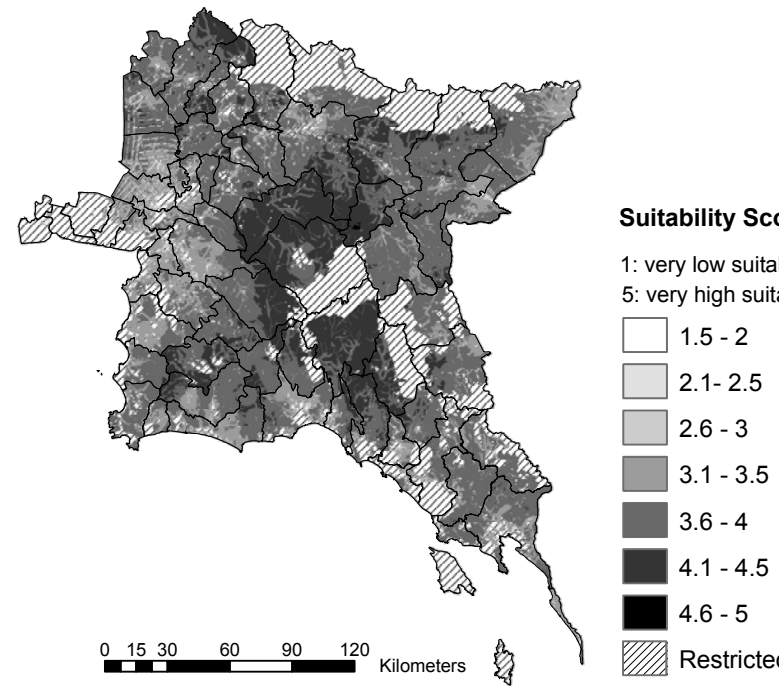 Suitability Sco
1: very low suital
5: very high suita
1.5 - 2
2.1- 2.5
2.6 - 3
3.1 - 3.5
3.6 - 4
4.1 - 4.5
4.6 - 5
Restricted
0 15 30 60 90 120
Kilometers